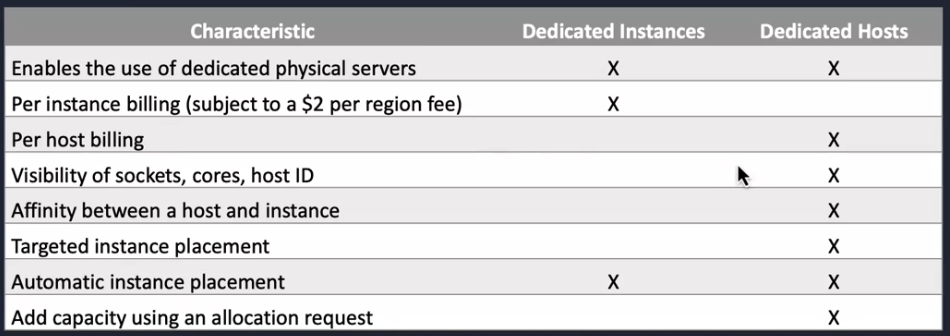 Characteristic Dedicated Instances Dedicated Hosts
Enables the use of dedicated physical servers X X
Per instance billing (subject to a $2 per region fee) X
Per host billing X
Visibility of sockets, cores, host ID X
Affinity between a host and instance X
Targeted instance placement X
Automatic instance placement X X
Add capacity using an allocation request X